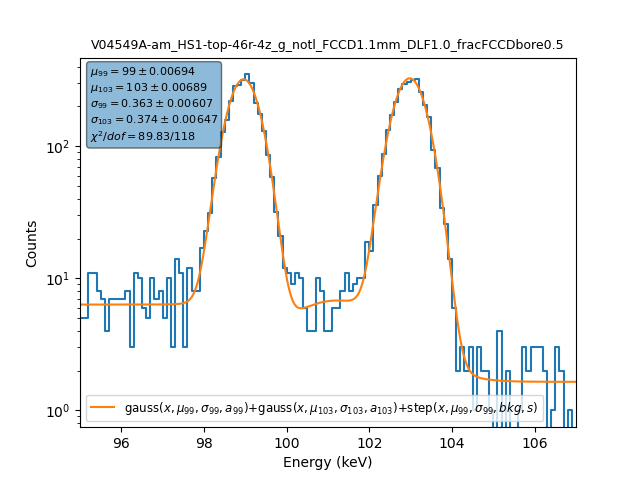 V04549A-am_HS1-top-46r-4z_g_notl_FCCD1.1mm_DLF1.0_fracFCCDbore0.5
μ99 = 99 ± 0.00694
μ103 = 103 ± 0.00689
σ99 = 0.363 ± 0.00607
σ103 = 0.374 ± 0.00647
χ²/dof = 89.83/118
Counts
10²
10¹
10⁰
gauss(x, μ99, σ99, a99)+gauss(x, μ103, σ103, a103)+step(x, μ99, σ99, bkg, s)
96 98 100 102 104 106
Energy (keV)